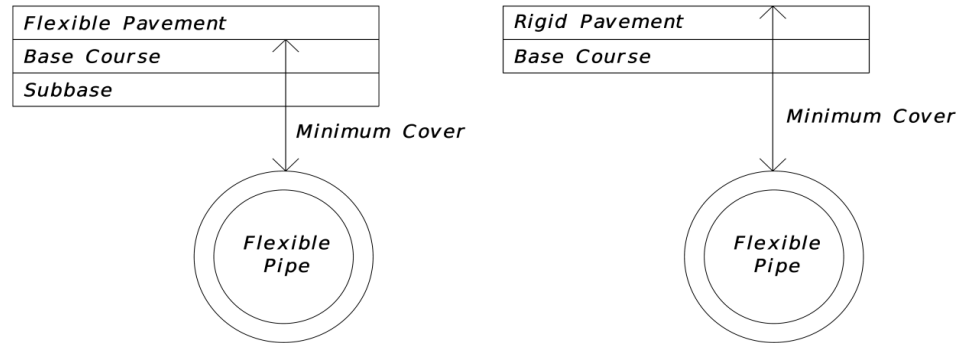 Flexible Pavement
Base Course
Subbase
Minimum Cover
Flexible
Pipe
Rigid Pavement
Base Course
Minimum Cover
Flexible
Pipe